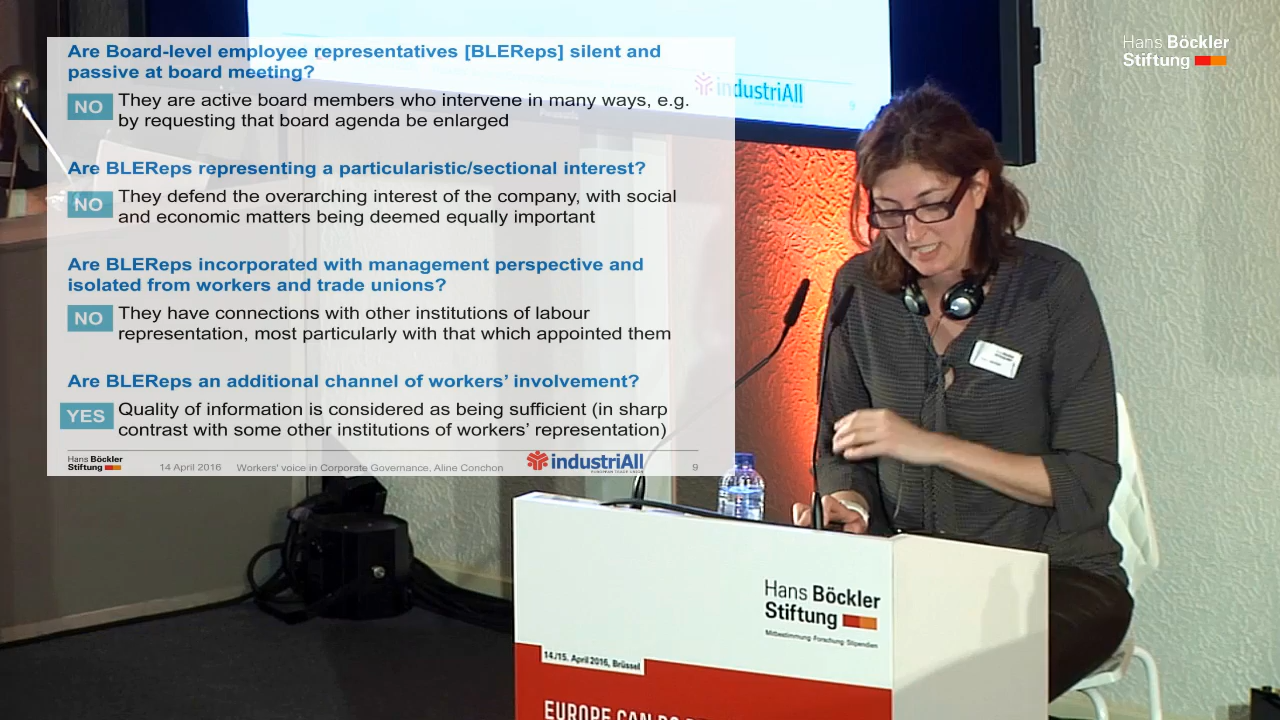 Are Board-level employee representatives [BLEReps] silent and
passive at board meeting?
NO They are active board members who intervene in many ways, e.g.
by requesting that board agenda be enlarged
Are BLEReps representing a particularistic/sectional interest?
NO They defend the overarching interest of the company, with social
and economic matters being deemed equally important
Are BLEReps incorporated with management perspective and
isolated from workers and trade unions?
NO They have connections with other institutions of labour
representation, most particularly with that which appointed them
Are BLEReps an additional channel of workers' involvement?
YES Quality of information is considered as being sufficient (in sharp
contrast with some other institutions of workers' representation)
Hans Böckler
Stiftung
14 April 2016
Workers' voice in Corporate Governance, Aline Conchon
industriAll
EUROPEAN TRADE UNION
9
industriAll
9
Hans Böckler
Stiftung
Hans Böckler
Stiftung
Mitbestimmung Forschung Stipendien
14./15. April 2016, Brüssel
EUROPE CAN DO